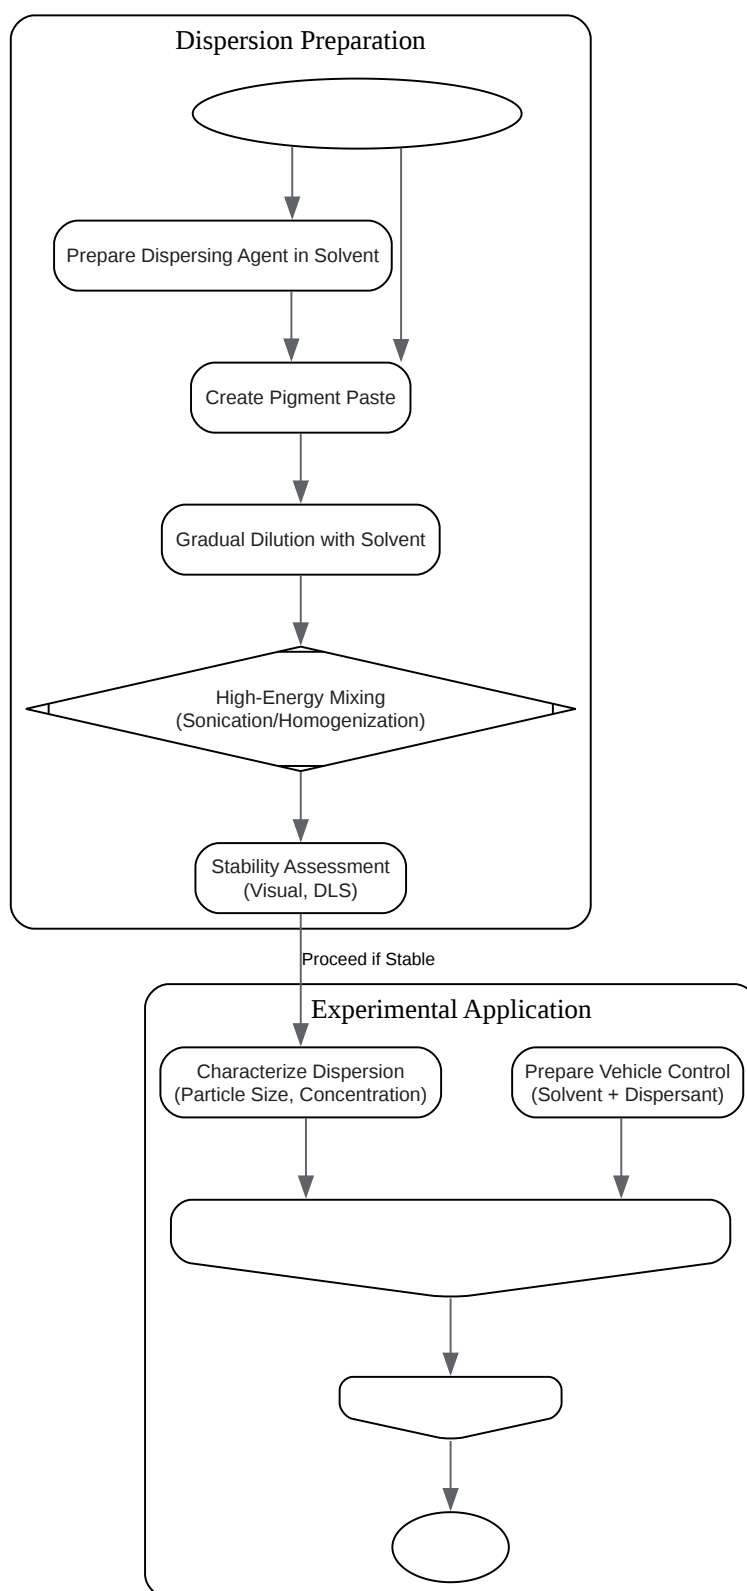 Dispersion Preparation
Prepare Dispersing Agent in Solvent
Create Pigment Paste
Gradual Dilution with Solvent
High-Energy Mixing
(Sonication/Homogenization)
Stability Assessment
(Visual, DLS)
Proceed if Stable
Experimental Application
Characterize Dispersion
(Particle Size, Concentration)
Prepare Vehicle Control
(Solvent + Dispersant)